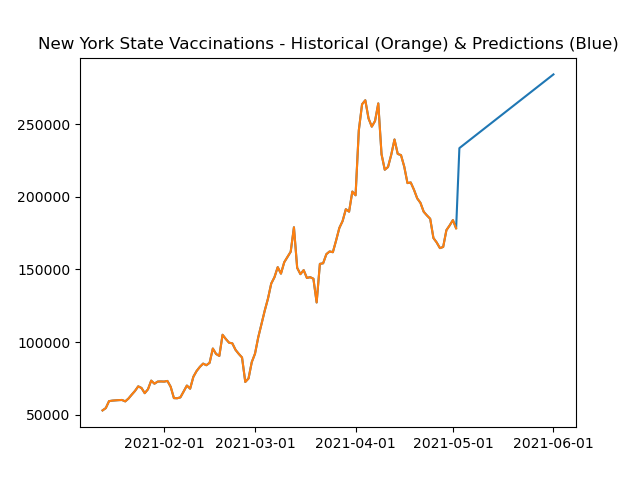 New York State Vaccinations - Historical (Orange) & Predictions (Blue)
250000
200000
150000
100000
50000
2021-02-01 2021-03-01 2021-04-01 2021-05-01 2021-06-01